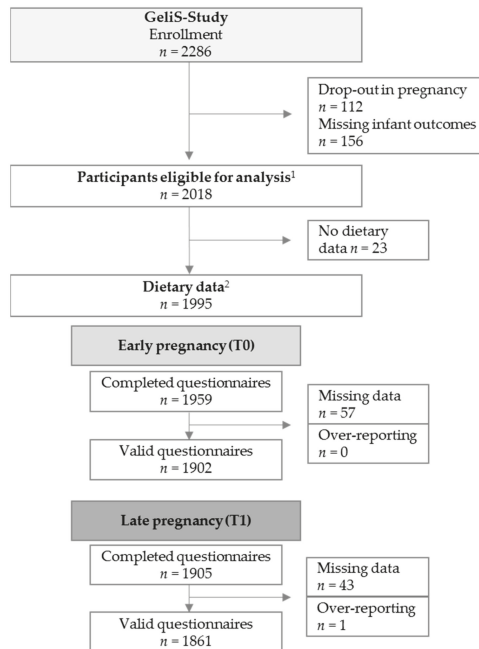 GeliS-Study
Enrollment
n = 2286
Drop-out in pregnancy
n = 112
Missing infant outcomes
n = 156
Participants eligible for analysis1
n = 2018
No dietary
data n = 23
Dietary data2
n = 1995
Early pregnancy (T0)
Completed questionnaires
n = 1959
Missing data
n = 57
Over-reporting
n = 0
Valid questionnaires
n = 1902
Late pregnancy (T1)
Completed questionnaires
n = 1905
Missing data
n = 43
Over-reporting
n = 1
Valid questionnaires
n = 1861